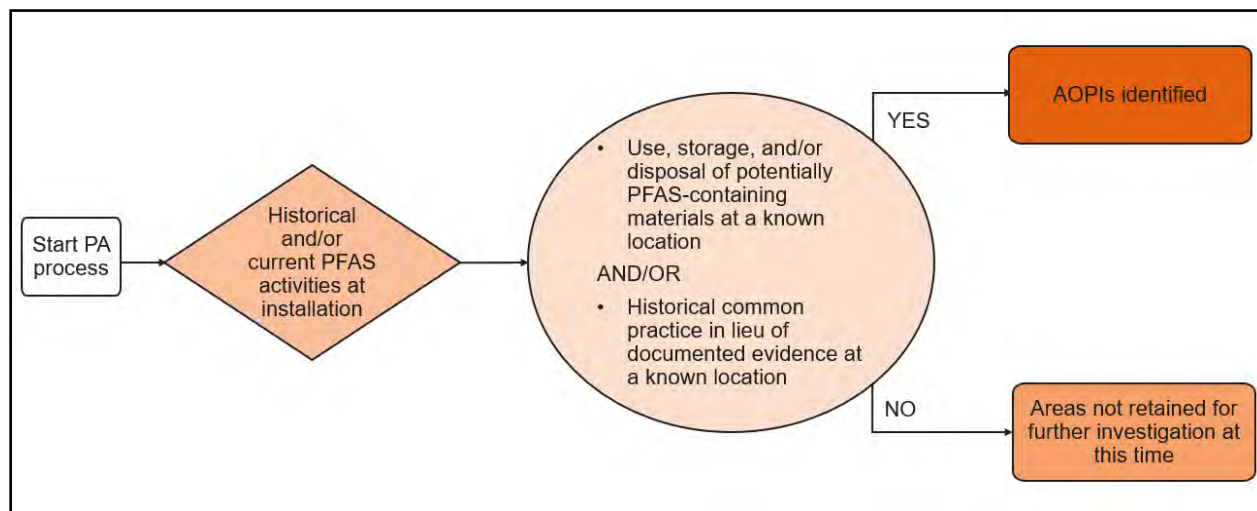 Start PA
process
Historical
and/or
current PFAS
activities at
installation
• Use, storage, and/or
disposal of potentially
PFAS-containing
materials at a known
location
AND/OR
• Historical common
practice in lieu of
documented evidence at
a known location
YES
AOPIs identified
NO
Areas not retained for
further investigation at
this time